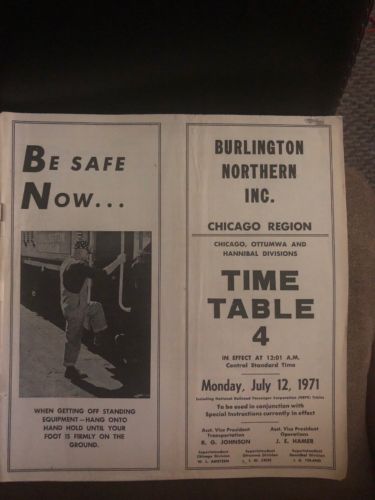 BE SAFE
NOW...
WHEN GETTING OFF STANDING
EQUIPMENT—HANG ONTO
HAND HOLD UNTIL YOUR
FOOT IS FIRMLY ON THE
GROUND.
BURLINGTON
NORTHERN
INC.
CHICAGO REGION
CHICAGO, OTTUMWA AND
HANNIBAL DIVISIONS
TIME
TABLE
4
IN EFFECT AT 12:01 A.M.
Central Standard Time
Monday, July 12, 1971
Including National Railroad Passenger Corporation (NRPC) Trains
To be used in conjunction with
Special Instructions currently in effect
Asst. Vice President
Transportation
R. G. JOHNSON
Asst. Vice President
Operations
J. E. HAMER
Superintendent
Chicago Division
Superintendent
Ottumwa Division
Superintendent
Hannibal Division